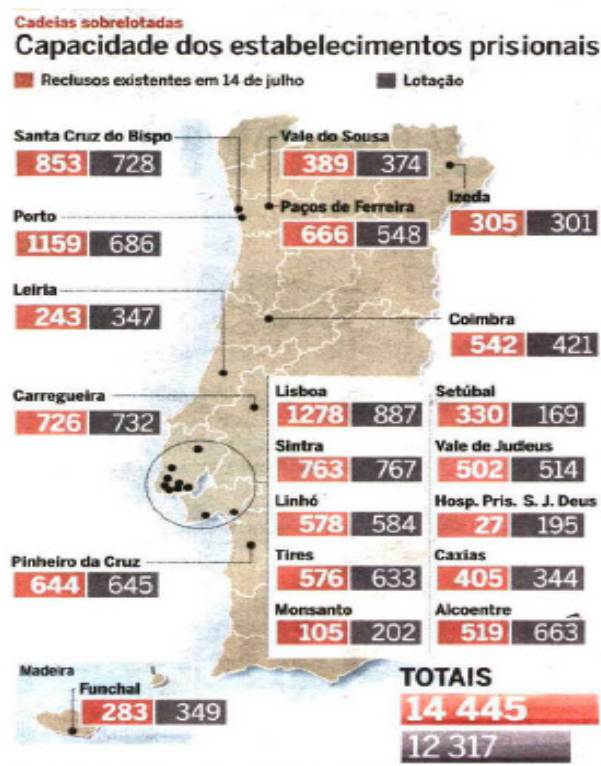 Cadeias sobrelotadas
Capacidade dos estabelecimentos prisionais
Reclusos existentes em 14 de julho
Lotação
Santa Cruz do Bispo
853 728
Vale do Sousa
389 374
Izeda
305 301
Porto
1159 686
Paços de Ferreira
666 548
Leiria
243 347
Coimbra
542 421
Carregueira
726 732
Lisboa
1278 887
Setúbal
330 169
Sintra
763 767
Vale de Judeus
502 514
Linhó
578 584
Hosp. Pris. S. J. Deus
27 195
Pinheiro da Cruz
644 645
Tires
576 633
Caxias
405 344
Monsanto
105 202
Alcoentre
519 663
Madeira
Funchal
283 349
TOTAIS
14 445
12 317